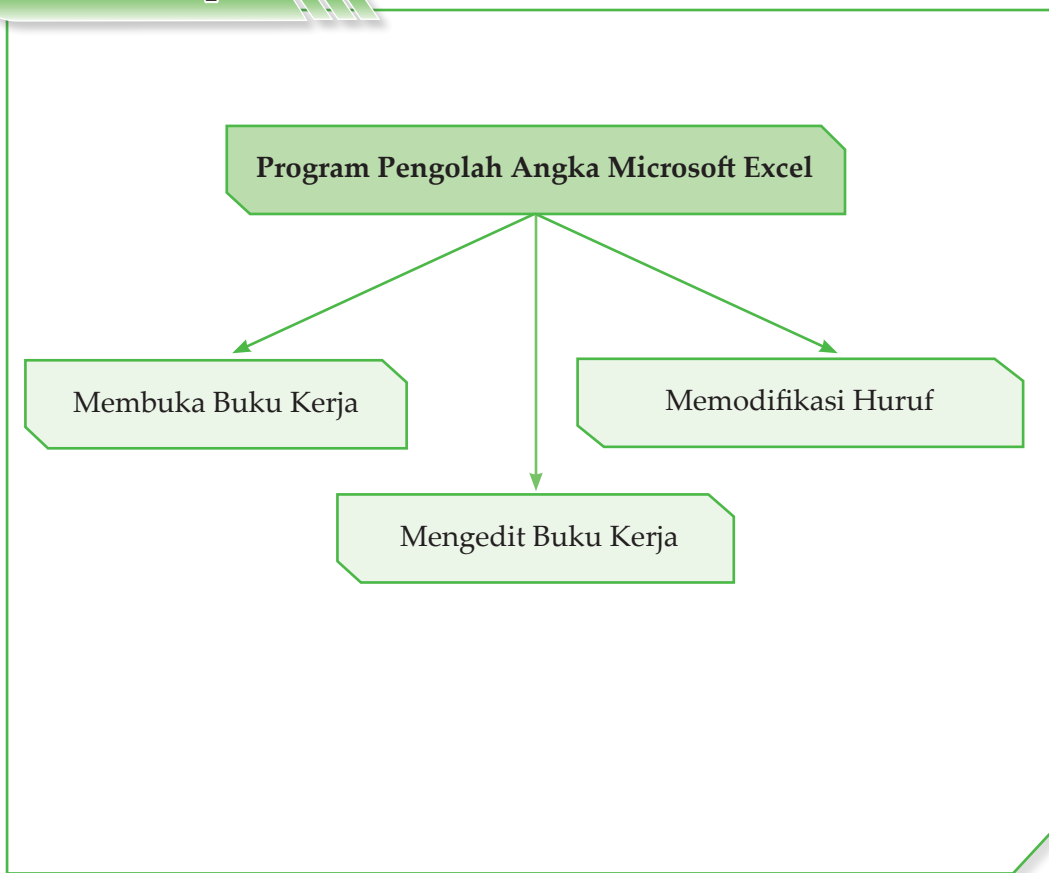 Program Pengolah Angka Microsoft Excel
Membuka Buku Kerja
Memodifikasi Huruf
Mengedit Buku Kerja